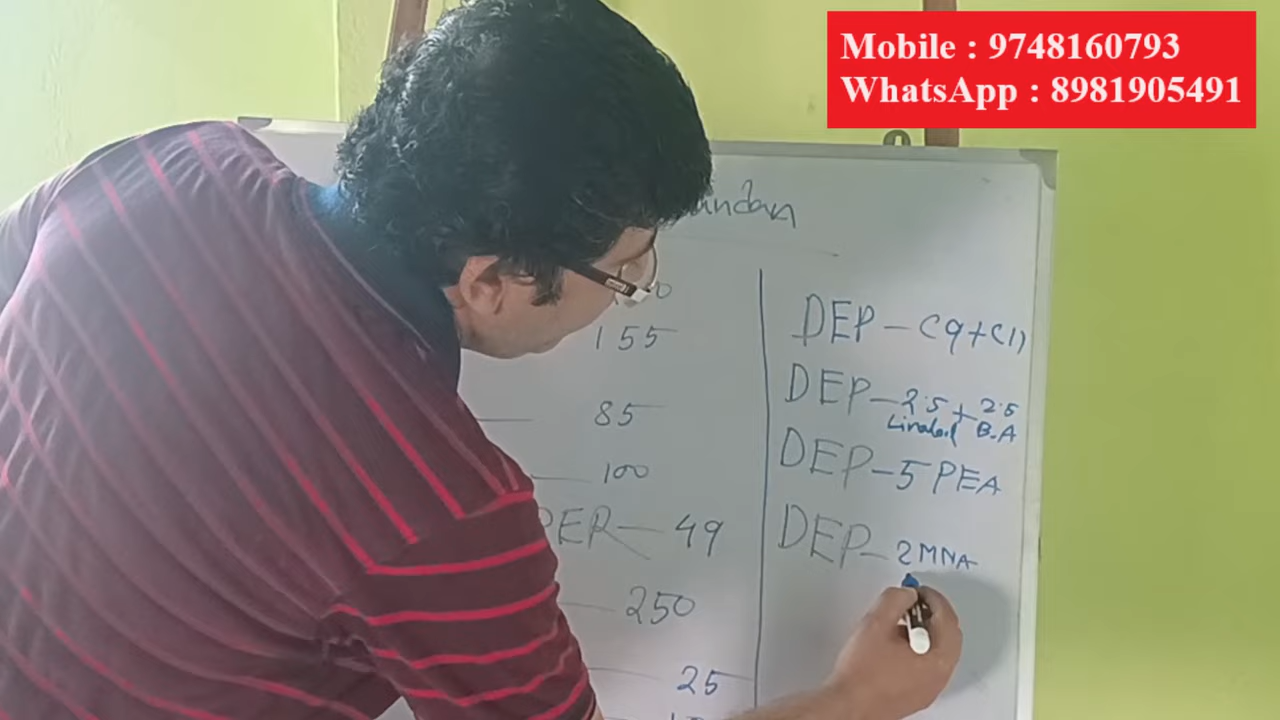 Mobile : 9748160793
WhatsApp : 8981905491
155
85
100
PER — 49
250
25
DEP - C9 + C11
DEP - 2.5 + 2.5
Linalool B.A
DEP - 5 PEA
DEP - 2 MNA